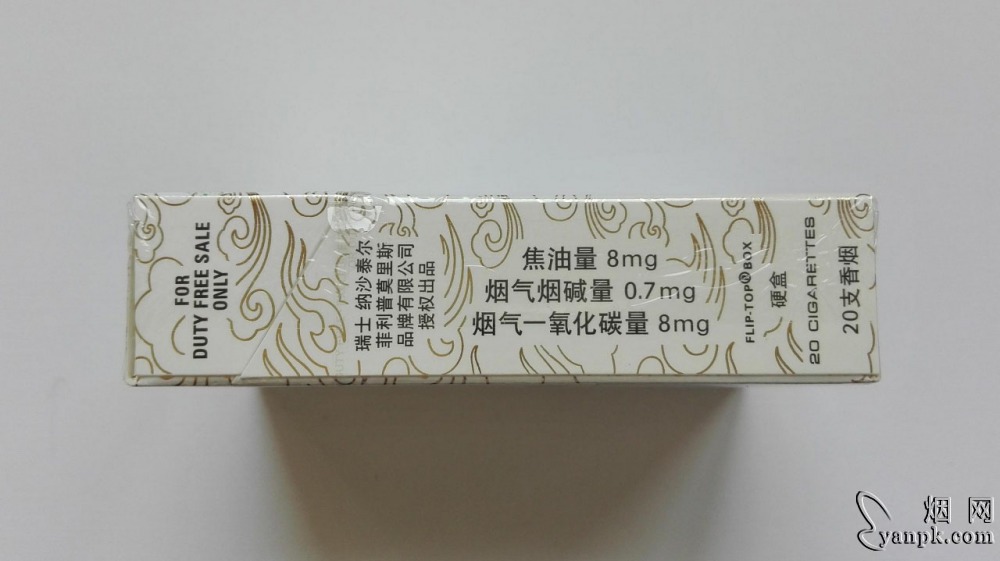 FOR
DUTY FREE SALE
ONLY
瑞士 纳沙泰尔
菲利普莫里斯
品牌有限公司
授权出品
焦油量 8mg
烟气烟碱量 0.7mg
烟气一氧化碳量 8mg
FLIP-TOP® BOX
硬盒
20 CIGARETTES
20支香烟
烟网
yanpk.com